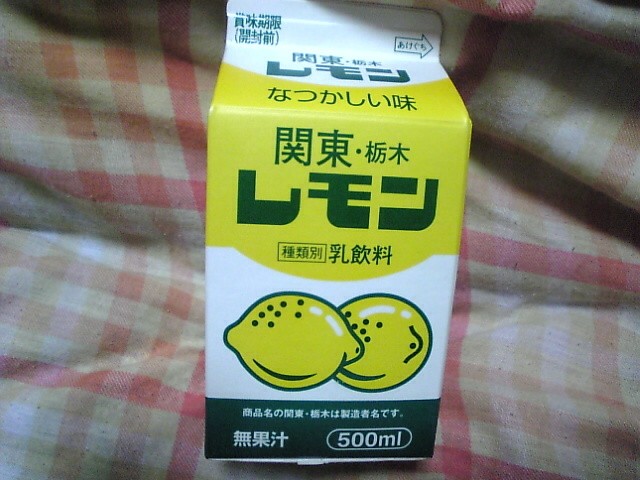 賞味期限
(開封前)
あけぐち
関東・栃木
レモン
なつかしい味
関東・栃木
レモン
種類別 乳飲料
商品名の関東・栃木は製造者名です。
無果汁 500ml